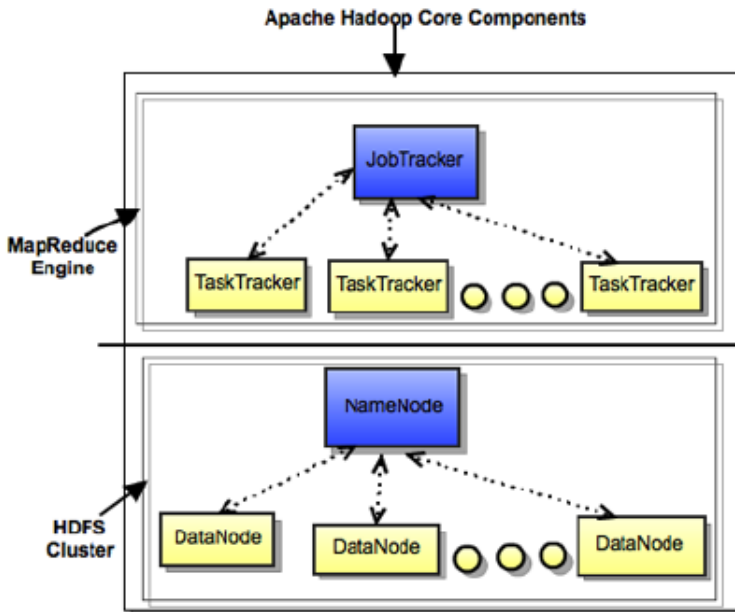 Apache Hadoop Core Components
JobTracker
MapReduce
Engine
TaskTracker
TaskTracker
TaskTracker
NameNode
HDFS
Cluster
DataNode
DataNode
DataNode